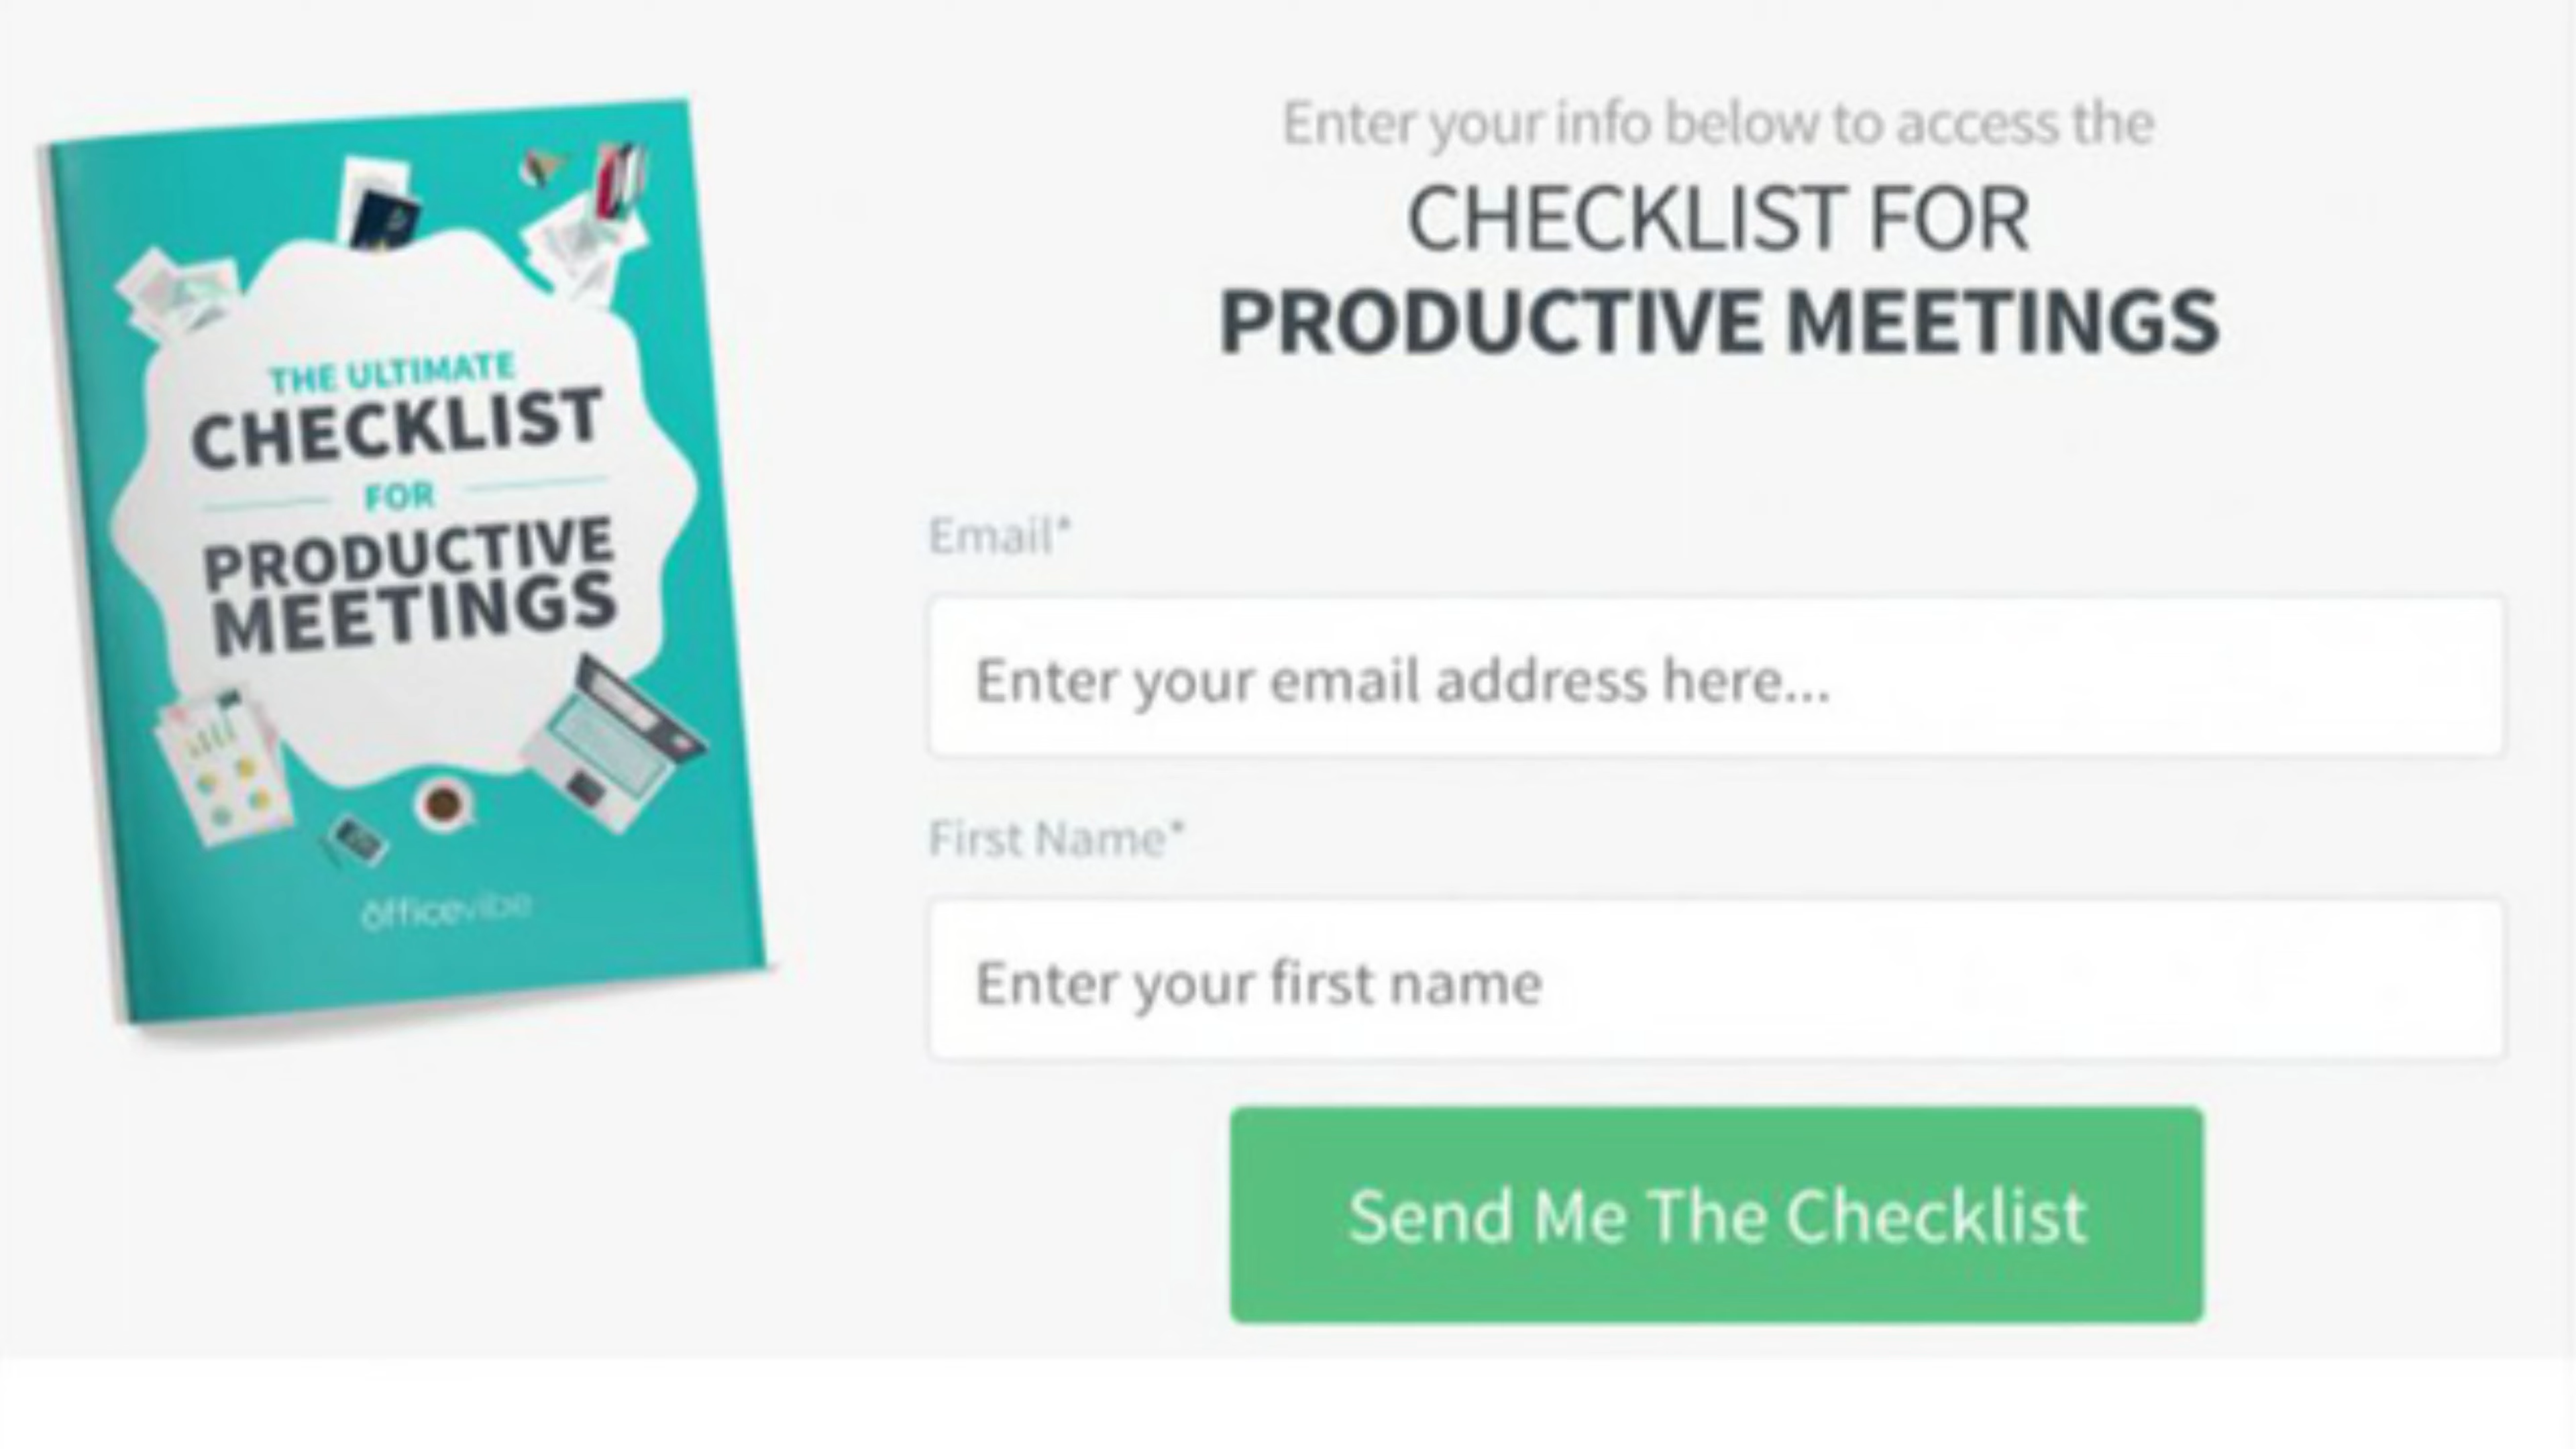 THE ULTIMATE
CHECKLIST
FOR
PRODUCTIVE
MEETINGS
officevibe
Enter your info below to access the
CHECKLIST FOR
PRODUCTIVE MEETINGS
Email*
Enter your email address here...
First Name*
Enter your first name
Send Me The Checklist